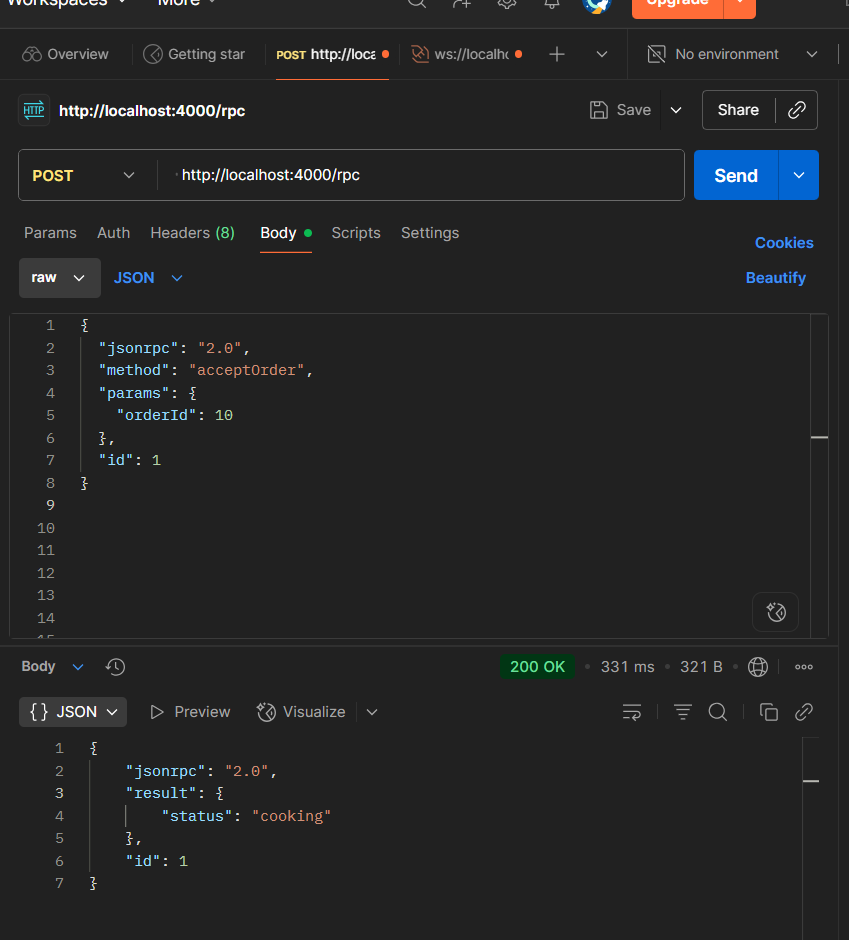 Workspaces More Upgrade
Overview Getting star POST http://loca ws://localho No environment
HTTP http://localhost:4000/rpc Save Share
POST http://localhost:4000/rpc Send
Params Auth Headers (8) Body Scripts Settings Cookies
raw JSON Beautify
1 {
2 "jsonrpc": "2.0",
3 "method": "acceptOrder",
4 "params": {
5 "orderId": 10
6 },
7 "id": 1
8 }
9
10
11
12
13
14
15
Body 200 OK • 331 ms • 321 B •
{} JSON Preview Visualize
1 {
2 "jsonrpc": "2.0",
3 "result": {
4 "status": "cooking"
5 },
6 "id": 1
7 }